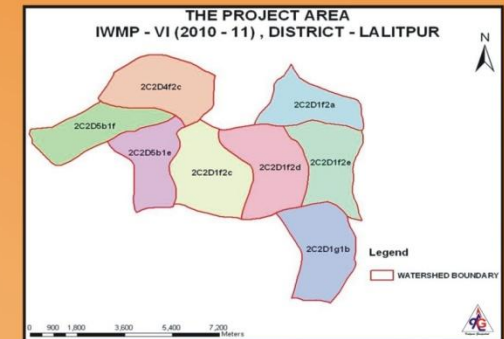 THE PROJECT AREA
IWMP - VI (2010 - 11) , DISTRICT - LALITPUR
N
2C2D4f2c
2C2D1f2a
2C2D5b1f
2C2D5b1e
2C2D1f2c
2C2D1f2d
2C2D1f2e
2C2D1g1b
Legend
WATERSHED BOUNDARY
0 900 1,800 3,600 5,400 7,200
Meters